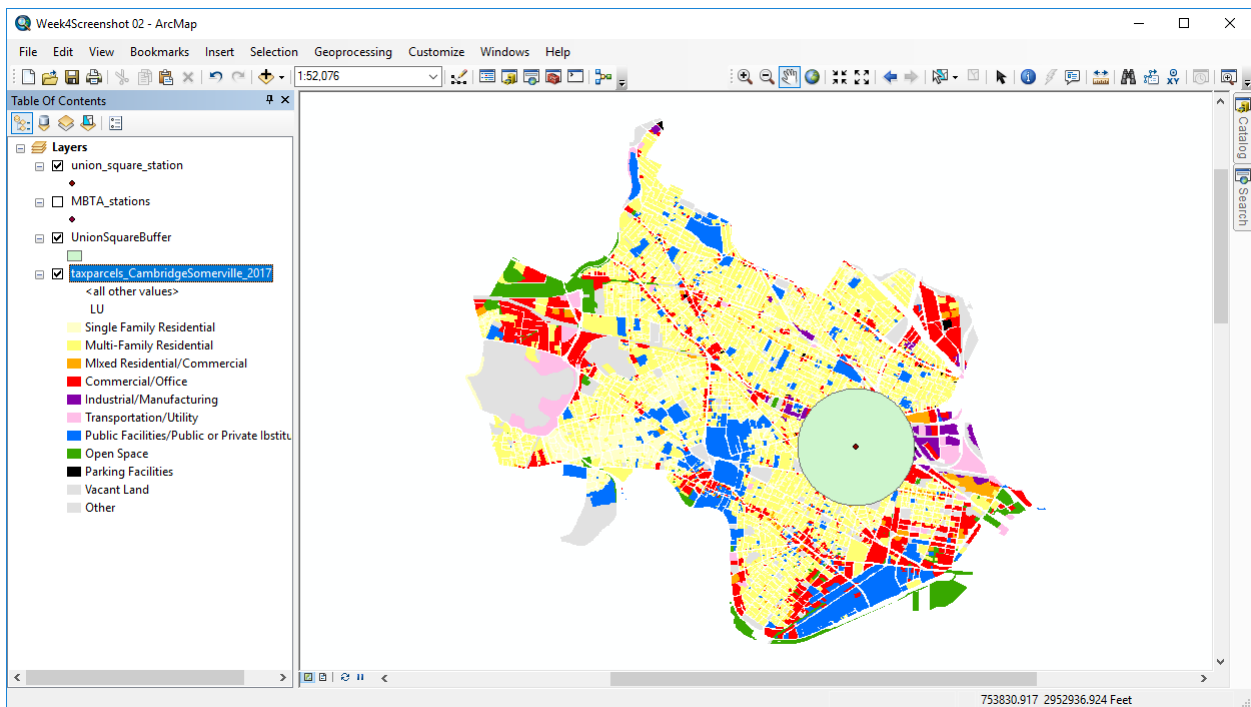 Week4Screenshot 02 - ArcMap
File Edit View Bookmarks Insert Selection Geoprocessing Customize Windows Help
1:52,076
Table Of Contents
Layers
union_square_station
MBTA_stations
UnionSquareBuffer
taxparcels_CambridgeSomerville_2017
<all other values>
LU
Single Family Residential
Multi-Family Residential
MIxed Residential/Commercial
Commercial/Office
Industrial/Manufacturing
Transportation/Utility
Public Facilities/Public or Private Ibstitu
Open Space
Parking Facilities
Vacant Land
Other
XY
Catalog
Search
753830.917 2952936.924 Feet